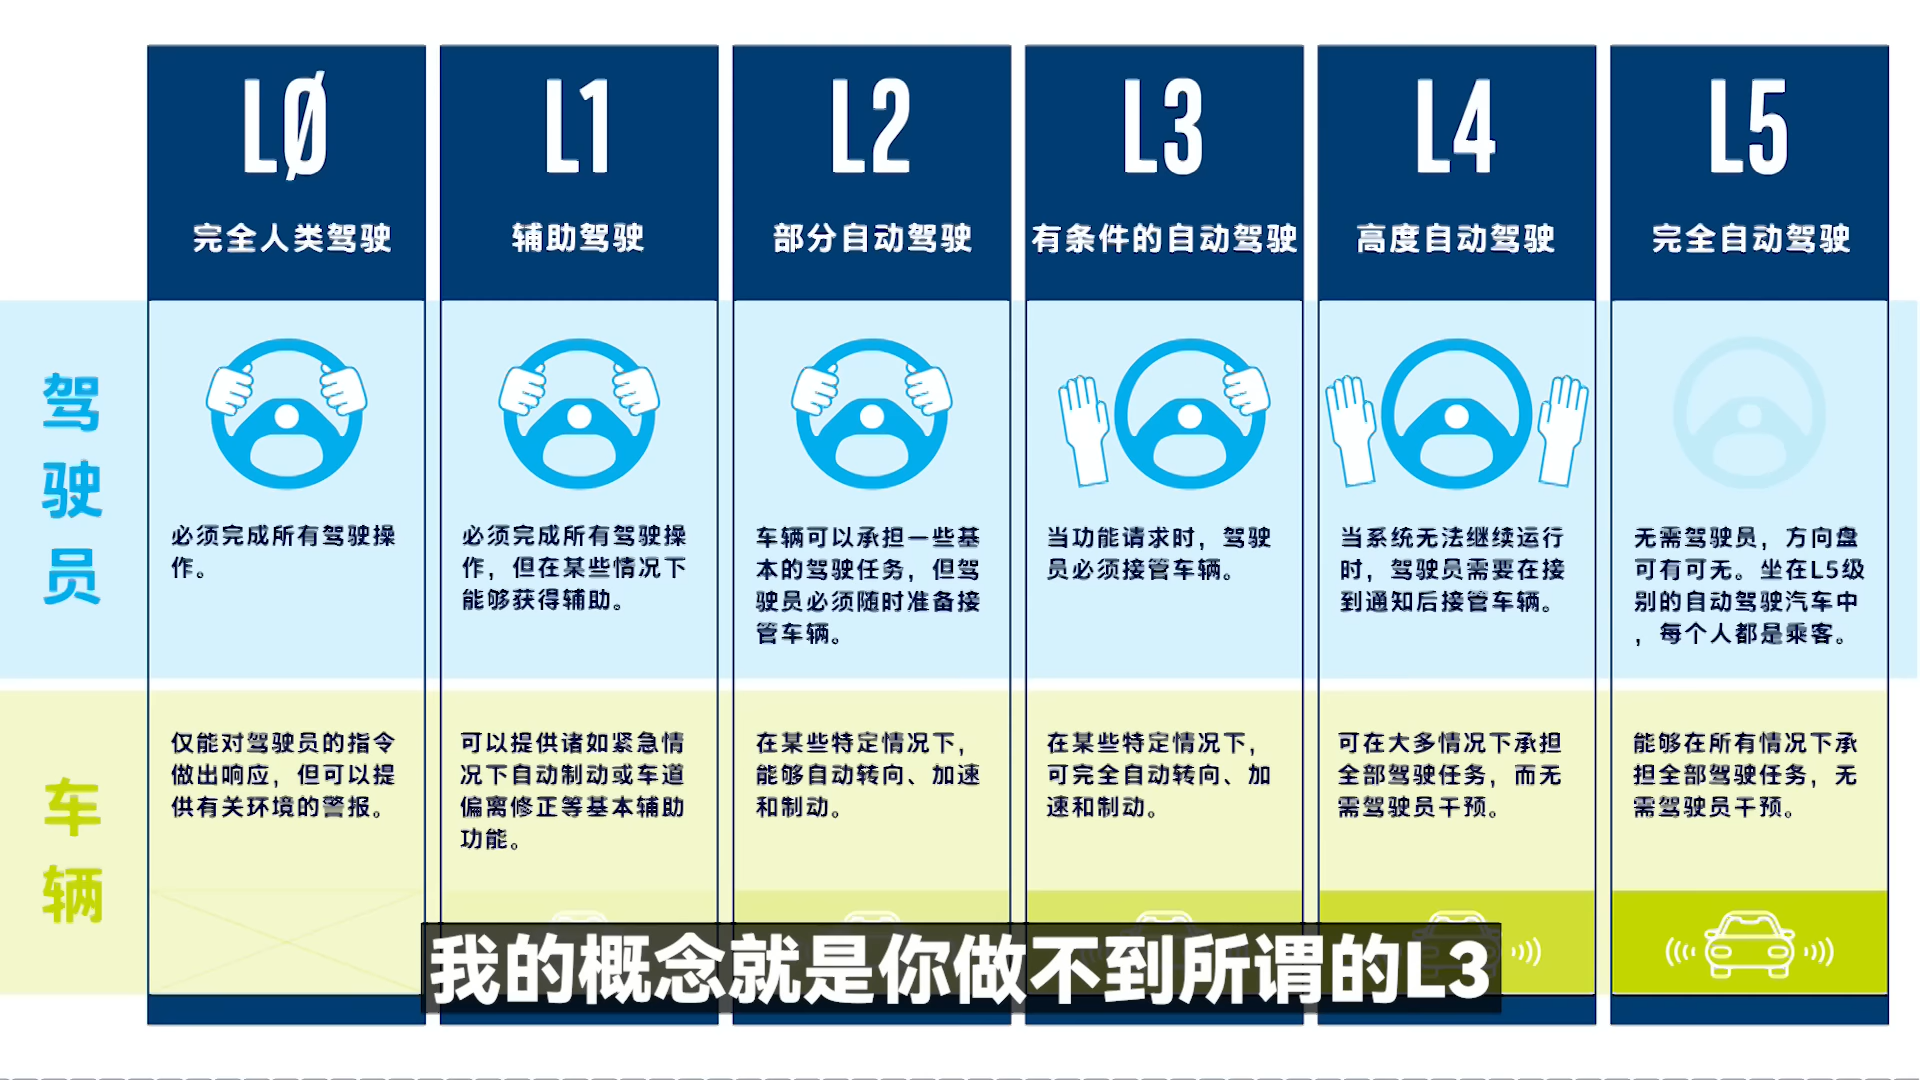 LØ
完全人类驾驶
L1
辅助驾驶
L2
部分自动驾驶
L3
有条件的自动驾驶
L4
高度自动驾驶
L5
完全自动驾驶
驾驶员
必须完成所有驾驶操
作。
必须完成所有驾驶操
作，但在某些情况下
能够获得辅助。
车辆可以承担一些基
本的驾驶任务，但驾
驶员必须随时准备接
管车辆。
当功能请求时，驾驶
员必须接管车辆。
当系统无法继续运行
时，驾驶员需要在接
到通知后接管车辆。
无需驾驶员，方向盘
可有可无。坐在L5级
别的自动驾驶汽车中
，每个人都是乘客。
车辆
仅能对驾驶员的指令
做出响应，但可以提
供有关环境的警报。
可以提供诸如紧急情
况下自动制动或车道
偏离修正等基本辅助
功能。
在某些特定情况下，
能够自动转向、加速
和制动。
在某些特定情况下，
可完全自动转向、加
速和制动。
可在大多情况下承担
全部驾驶任务，而无
需驾驶员干预。
能够在所有情况下承
担全部驾驶任务，无
需驾驶员干预。
我的概念就是你做不到所谓的L3